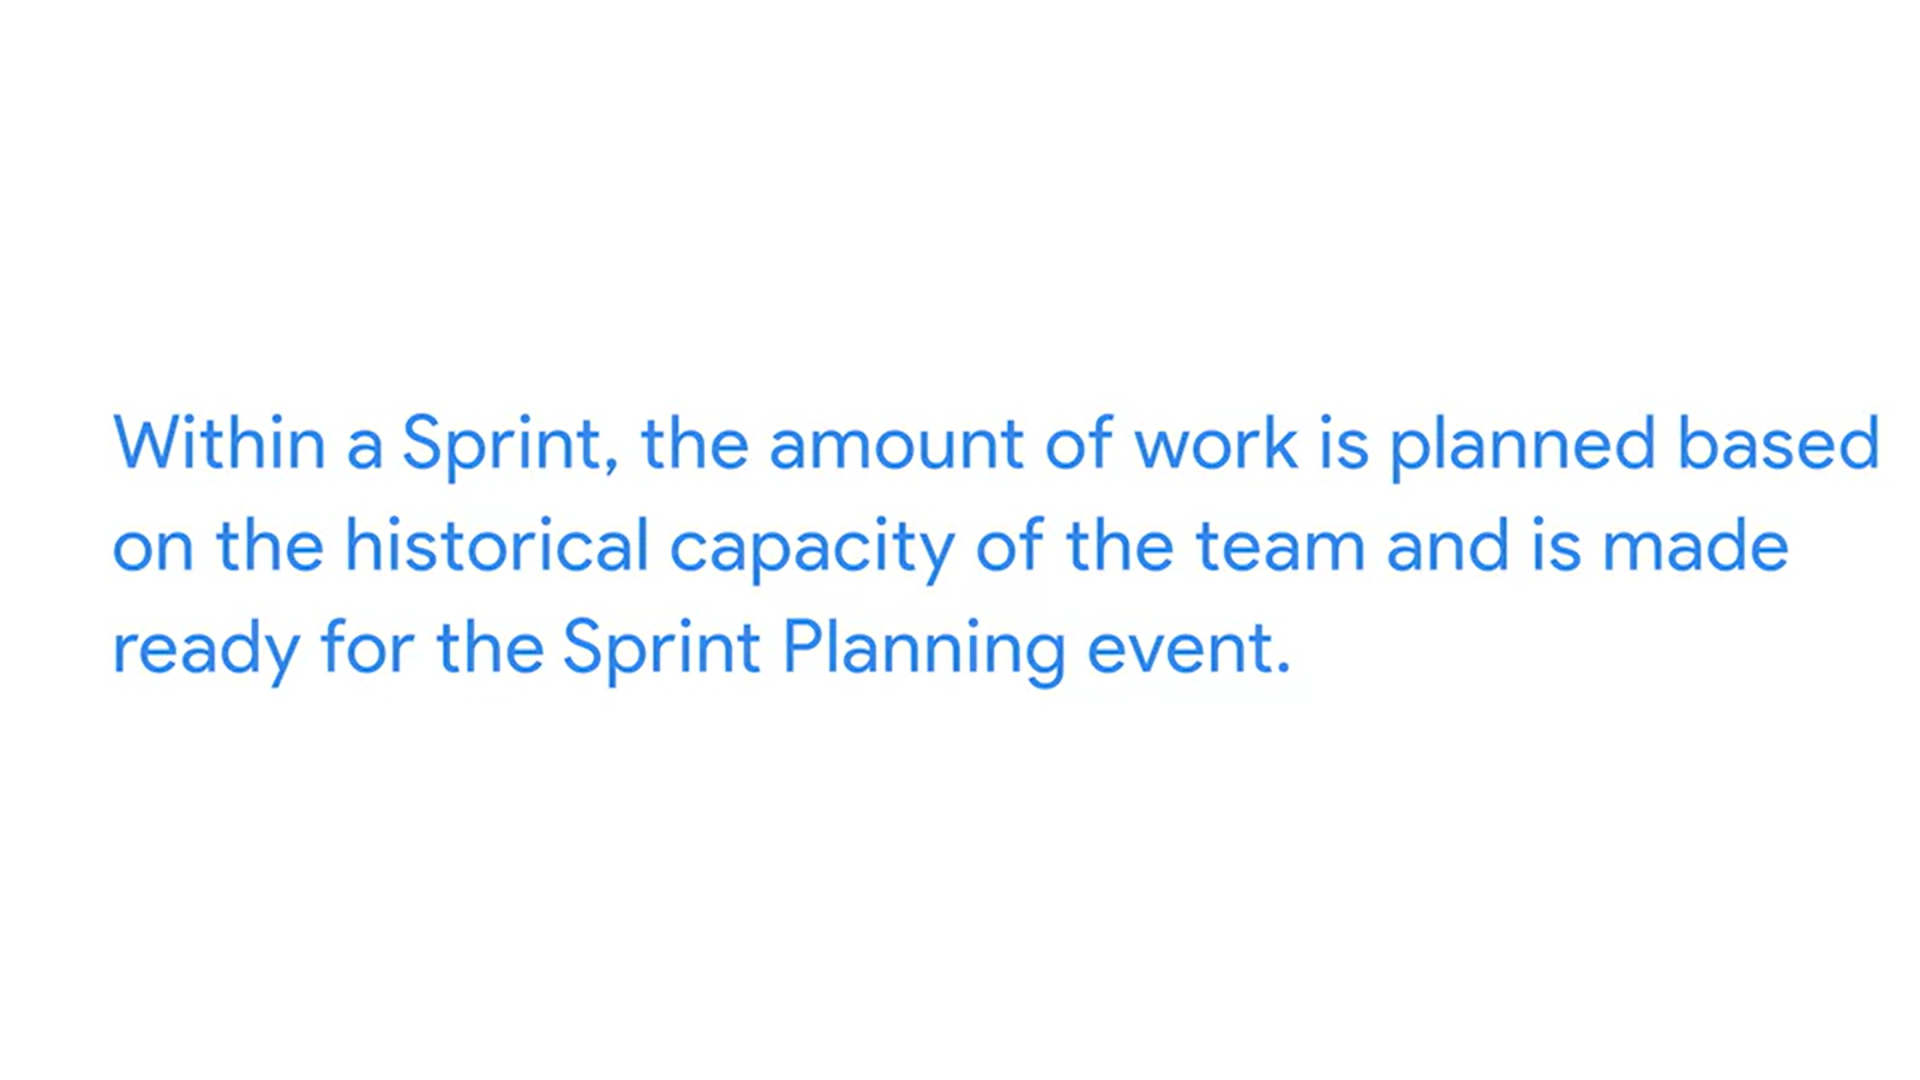 Within a Sprint, the amount of work is planned based
on the historical capacity of the team and is made
ready for the Sprint Planning event.